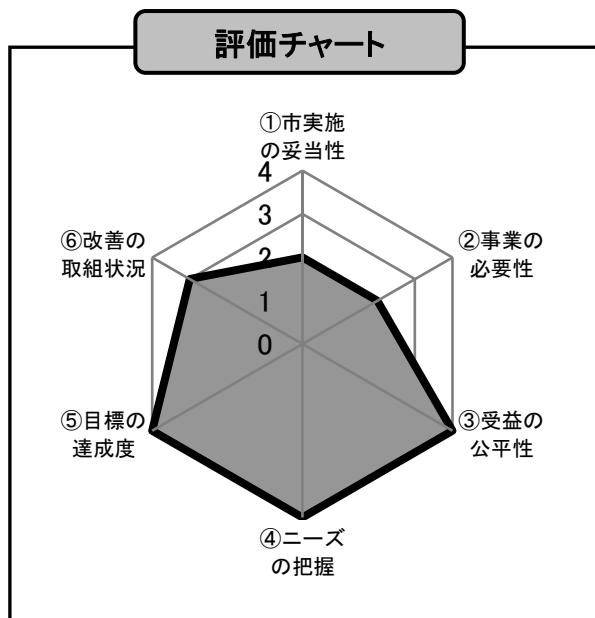 評価チャート
①市実施
の妥当性
4
3
2
1
0
②事業の
必要性
③受益の
公平性
④ニーズ
の把握
⑤目標の
達成度
⑥改善の
取組状況